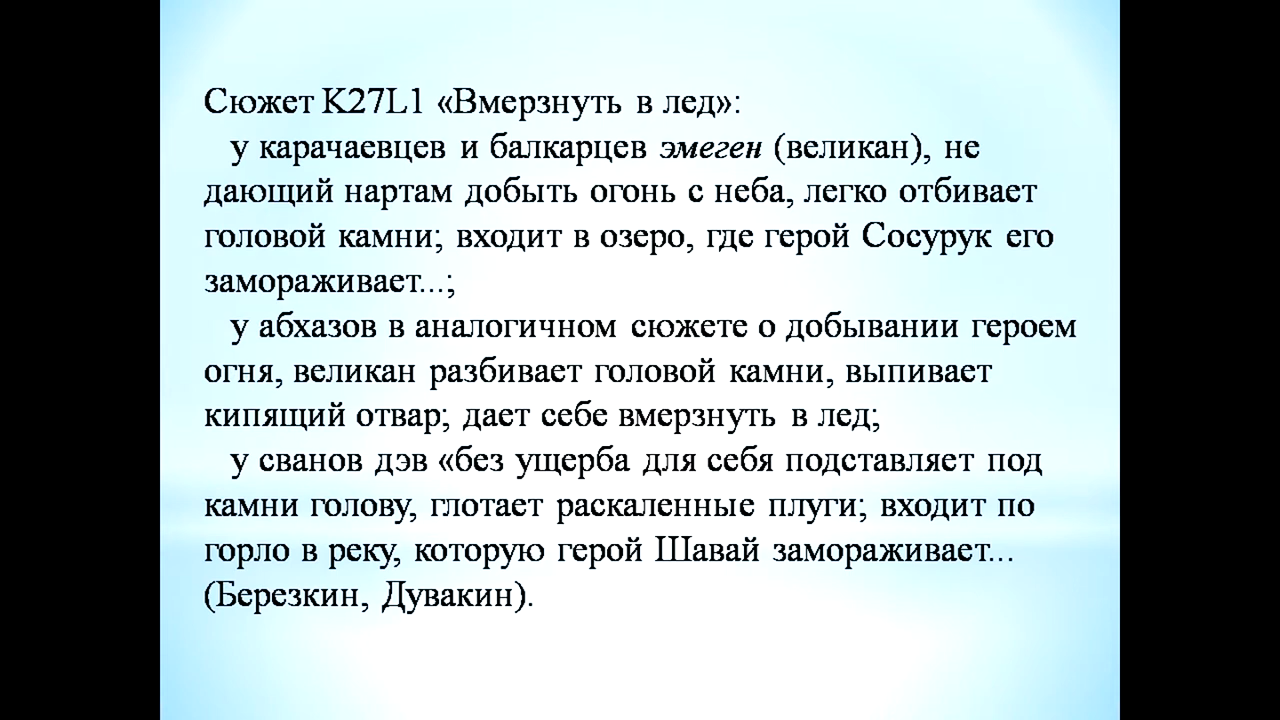 Сюжет K27L1 «Вмерзнуть в лед»:
у карачаевцев и балкарцев эмеген (великан), не
дающий нартам добыть огонь с неба, легко отбивает
головой камни; входит в озеро, где герой Сосурук его
замораживает...;
у абхазов в аналогичном сюжете о добывании героем
огня, великан разбивает головой камни, выпивает
кипящий отвар; дает себе вмерзнуть в лед;
у сванов дэв «без ущерба для себя подставляет под
камни голову, глотает раскаленные плуги; входит по
горло в реку, которую герой Шавай замораживает...
(Березкин, Дувакин).